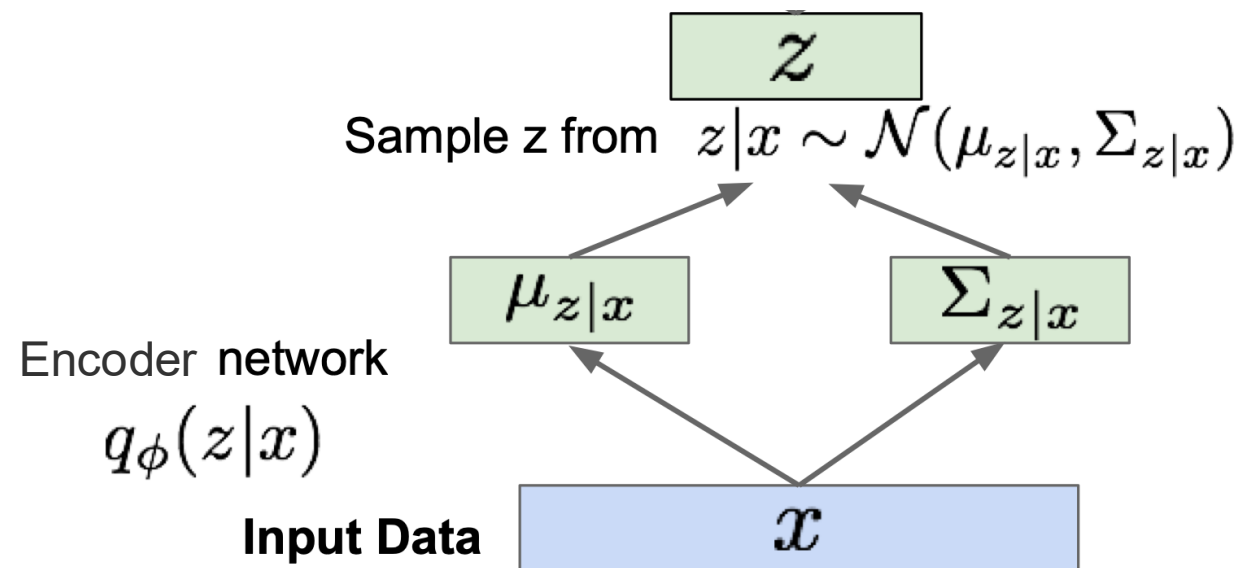 z
Sample z from z|x ∼ 𝒩(μ_{z|x}, Σ_{z|x})
μ_{z|x} Σ_{z|x}
Encoder network
q_ϕ(z|x)
Input Data x